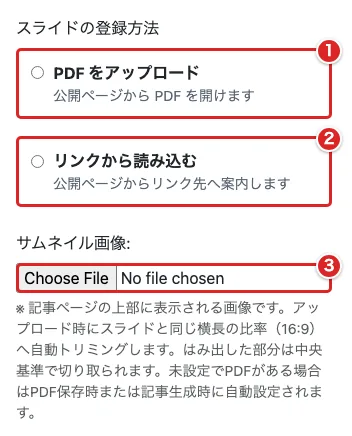 スライドの登録方法
1
PDF をアップロード
公開ページから PDF を開けます
2
リンクから読み込む
公開ページからリンク先へ案内します
サムネイル画像:
3
Choose File No file chosen
※ 記事ページの上部に表示される画像です。アッ
プロード時にスライドと同じ横長の比率（16:9）
へ自動トリミングします。はみ出した部分は中央
基準で切り取られます。未設定でPDFがある場合
はPDF保存時または記事生成時に自動設定されま
す。